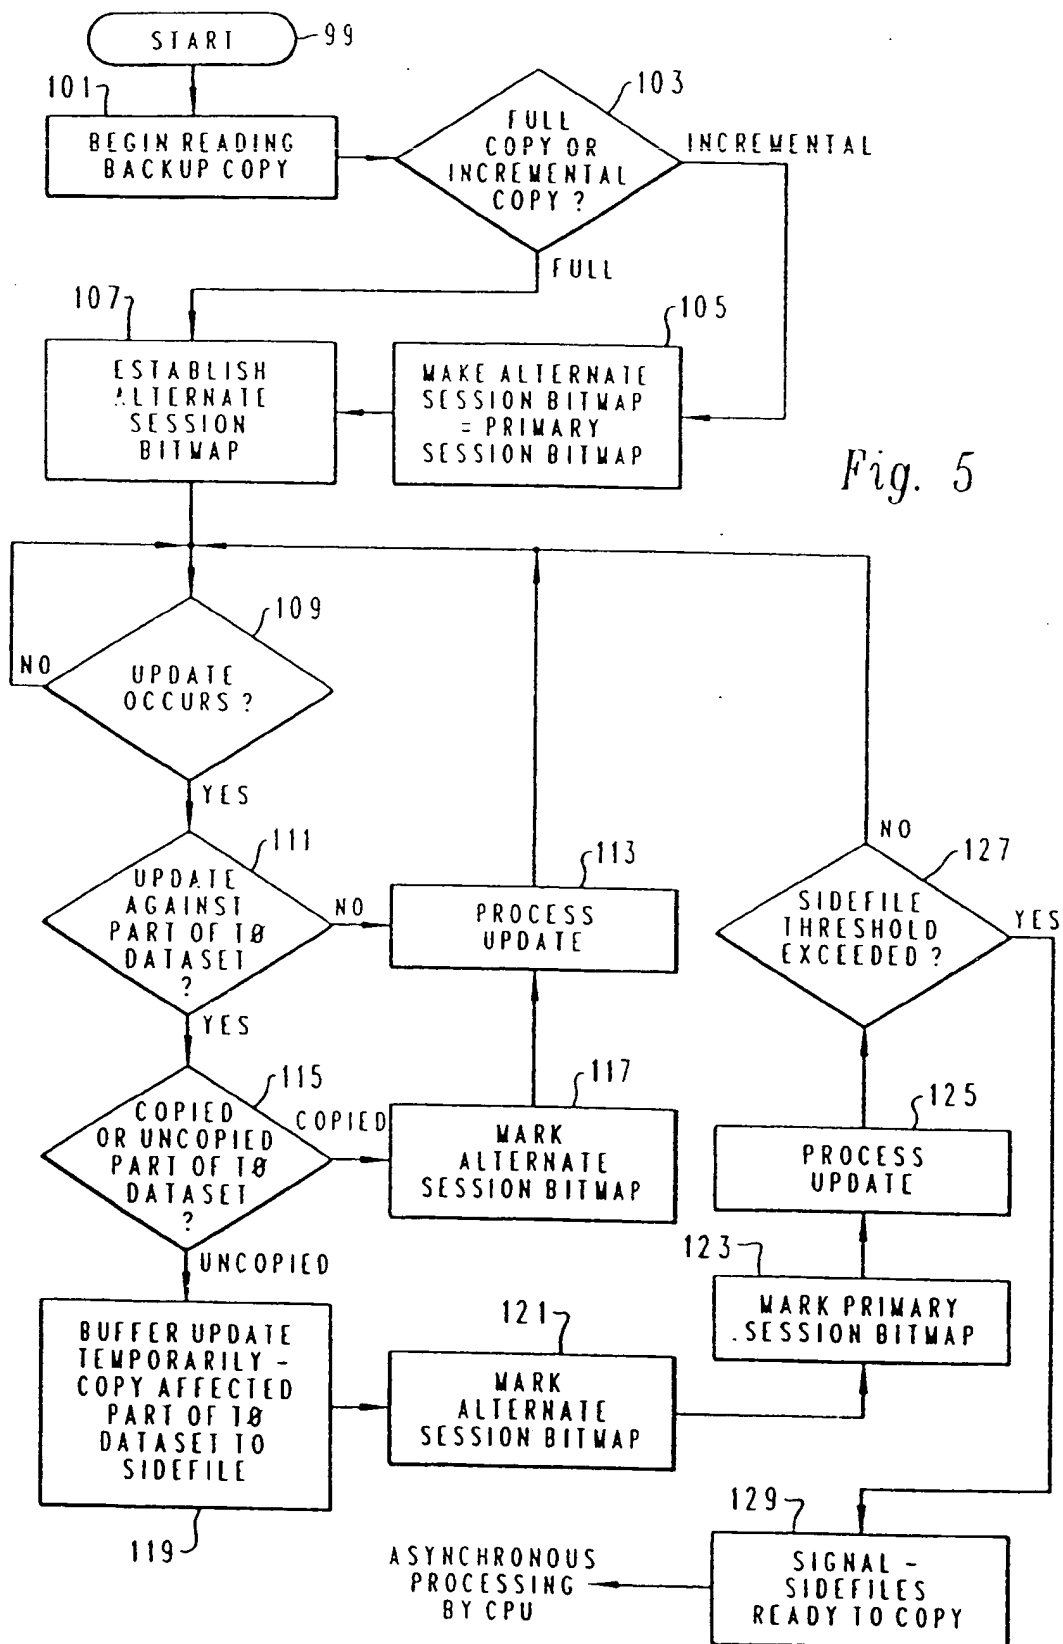 START
99
101
BEGIN READING
BACKUP COPY
103
FULL
COPY OR
INCREMENTAL
COPY ?
INCREMENTAL
FULL
107
ESTABLISH
ALTERNATE
SESSION
BITMAP
105
MAKE ALTERNATE
SESSION BITMAP
= PRIMARY
SESSION BITMAP
Fig. 5
109
NO
UPDATE
OCCURS ?
YES
111
UPDATE
AGAINST
PART OF T0
DATASET
?
NO
113
PROCESS
UPDATE
NO
127
SIDEFILE
THRESHOLD
EXCEEDED ?
YES
YES
115
COPIED
OR UNCOPIED
PART OF T0
DATASET
?
COPIED
117
MARK
ALTERNATE
SESSION BITMAP
125
PROCESS
UPDATE
UNCOPIED
123
MARK PRIMARY
SESSION BITMAP
BUFFER UPDATE
TEMPORARILY -
COPY AFFECTED
PART OF T0
DATASET TO
SIDEFILE
119
121
MARK
ALTERNATE
SESSION BITMAP
129
SIGNAL -
SIDEFILES
READY TO COPY
ASYNCHRONOUS
PROCESSING
BY CPU